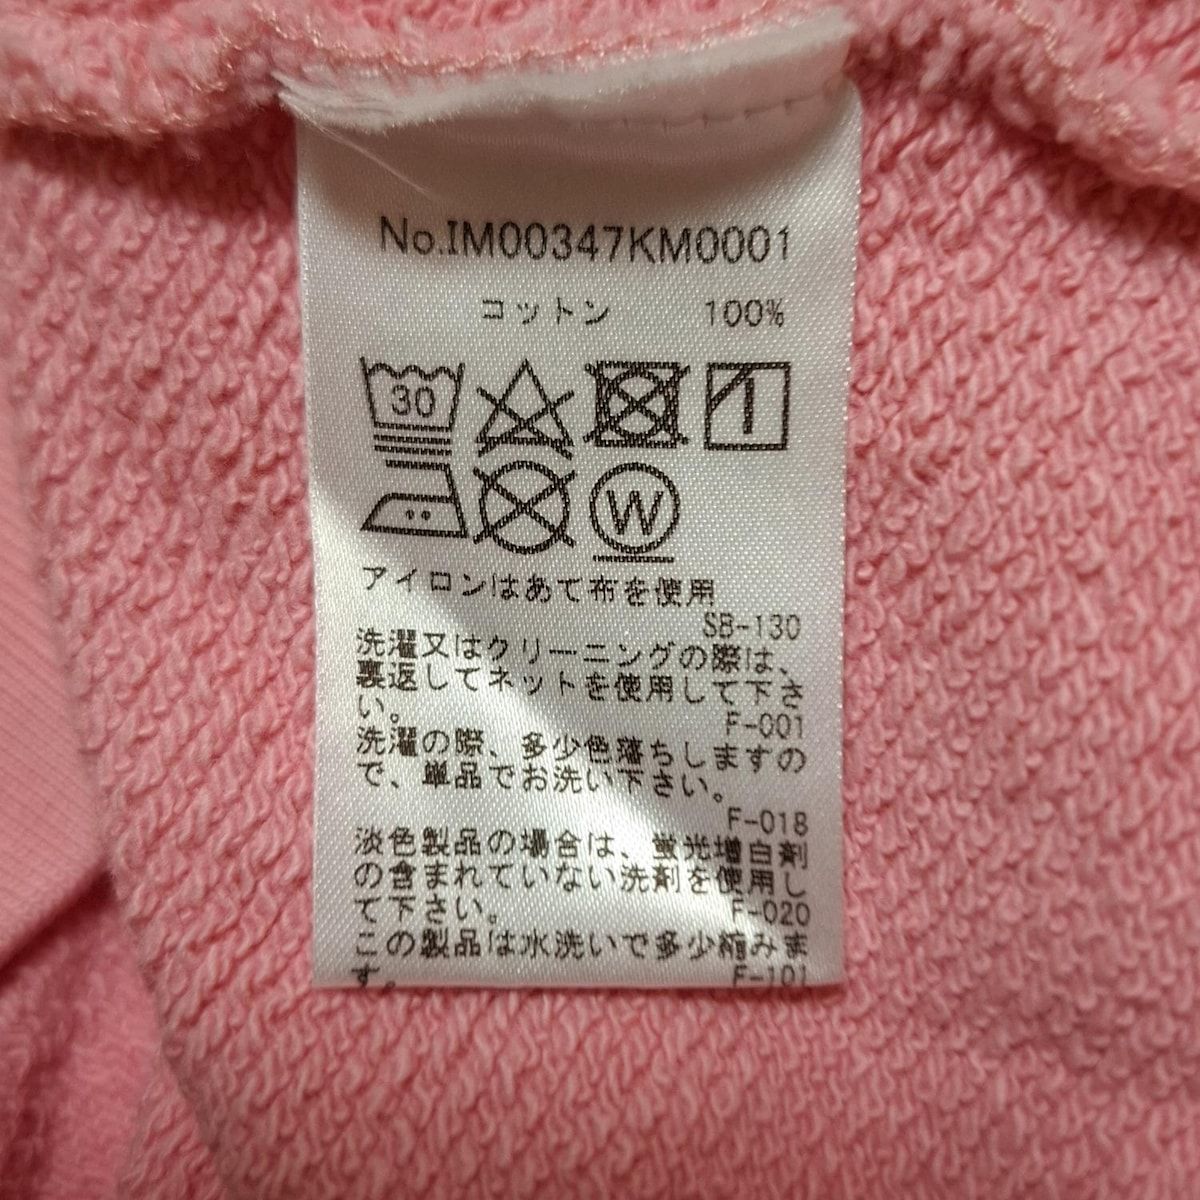 No.IM00347KM0001
コットン 100%
30
W
アイロンはあて布を使用
SB-130
洗濯又はクリーニングの際は、
裏返してネットを使用して下さ
い。 F-001
洗濯の際、多少色落ちしますの
で、単品でお洗い下さい。
F-018
淡色製品の場合は、蛍光増白剤
の含まれていない洗剤を使用し
て下さい。 F-020
この製品は水洗いで多少縮みま
す。 F-101